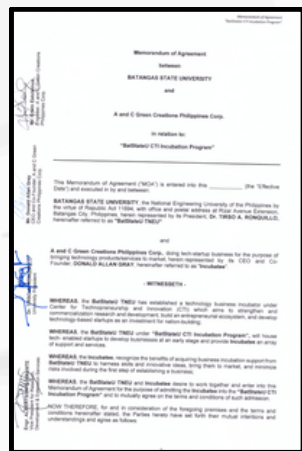 Memorandum of Agreement
"BatStateU CTI Incubation Program"
Memorandum of Agreement
between
BATANGAS STATE UNIVERSITY
and
A and C Green Creations Philippines Corp.
in relation to:
"BatStateU CTI Incubation Program"
This Memorandum of Agreement ("MOA") is entered into this (the "Effective
Date") and executed in by and between:
BATANGAS STATE UNIVERSITY, the National Engineering University of the Philippines by
the virtue of Republic Act 11694, with office and postal address at Rizal Avenue Extension,
Batangas City, Philippines, herein represented by its President, Dr. TIRSO A. RONQUILLO,
hereinafter referred to as "BatStateU TNEU"
and
A and C Green Creations Philippines Corp., doing tech-startup business for the purpose of
bringing technology products/services to market, herein represented by its CEO and Co-
Founder, DONALD ALLAN GRAY, hereinafter referred to as "Incubatee".
- WITNESSETH -
WHEREAS, the BatStateU TNEU has established a technology business incubator under
Center for Technopreneurship and Innovation (CTI) which aims to strengthen and
commercialization research and development, build an entrepreneurial ecosystem, and develop
technology-based startups as an investment for nation-building;
WHEREAS, the BatStateU TNEU under "BatStateU CTI Incubation Program", will house
tech- enabled startups to develop businesses at an early stage and provide Incubatee an array
of support and services;
WHEREAS, the Incubatee, recognize the benefits of acquiring business incubation support from
BatStateU TNEU to harness skills and innovative ideas, bring them to market, and minimize
risks involved during the first step of establishing a business;
WHEREAS, the BatStateU TNEU and Incubatee desire to work together and enter into this
Memorandum of Agreement for the purpose of admitting the Incubatee into the "BatStateU CTI
Incubation Program" and to mutually agree on the terms and conditions of such admission.
NOW THEREFORE, for and in consideration of the foregoing premises and the terms and
conditions hereinafter stated, the Parties hereto have set forth their mutual intentions and
understandings and agree as follows: